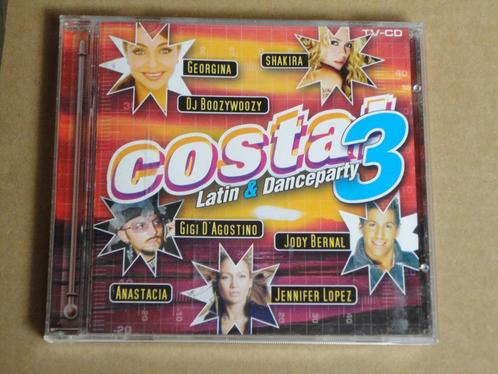 TV-CD
GEORGINA
SHAKIRA
DJ BOOZYWOOZY
costa! 3
Latin & Danceparty
GIGI D'AGOSTINO
JODY BERNAL
ANASTACIA
JENNIFER LOPEZ